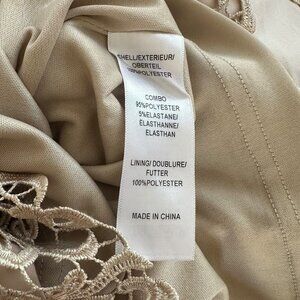 SHELL/EXTERIEUR/
OBERTEIL
100%POLYESTER
COMBO
95%POLYESTER
5%ELASTANE/
ÉLASTHANNE/
ELASTHAN
LINING/ DOUBLURE/
FUTTER
100%POLYESTER
MADE IN CHINA